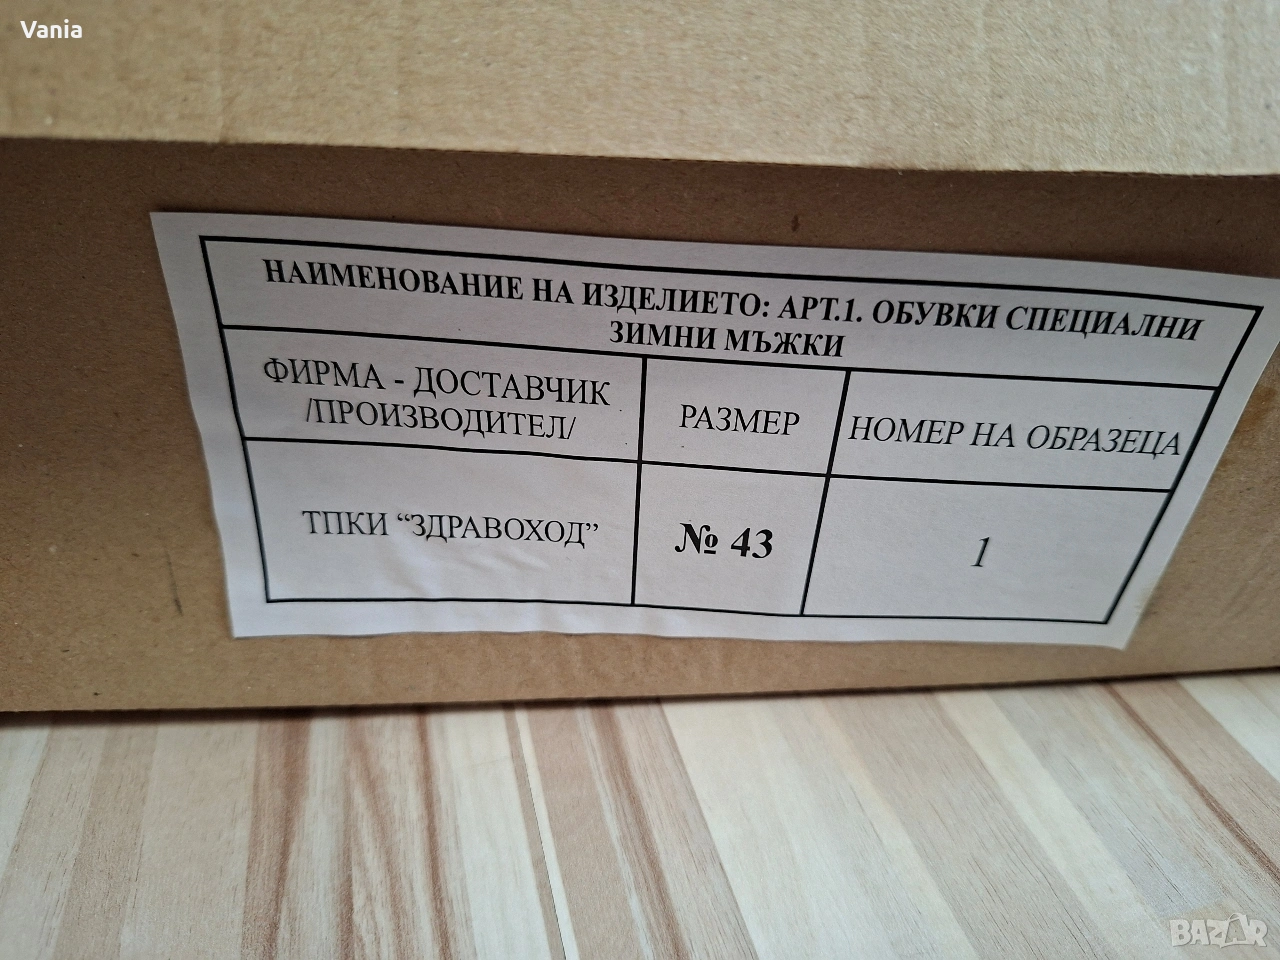 Vania
НАИМЕНОВАНИЕ НА ИЗДЕЛИЕТО: АРТ.1. ОБУВКИ СПЕЦИАЛНИ
ЗИМНИ МЪЖКИ
ФИРМА - ДОСТАВЧИК
/ПРОИЗВОДИТЕЛ/
РАЗМЕР
НОМЕР НА ОБРАЗЕЦА
ТПКИ “ЗДРАВОХОД”
№ 43
1
BAZAR